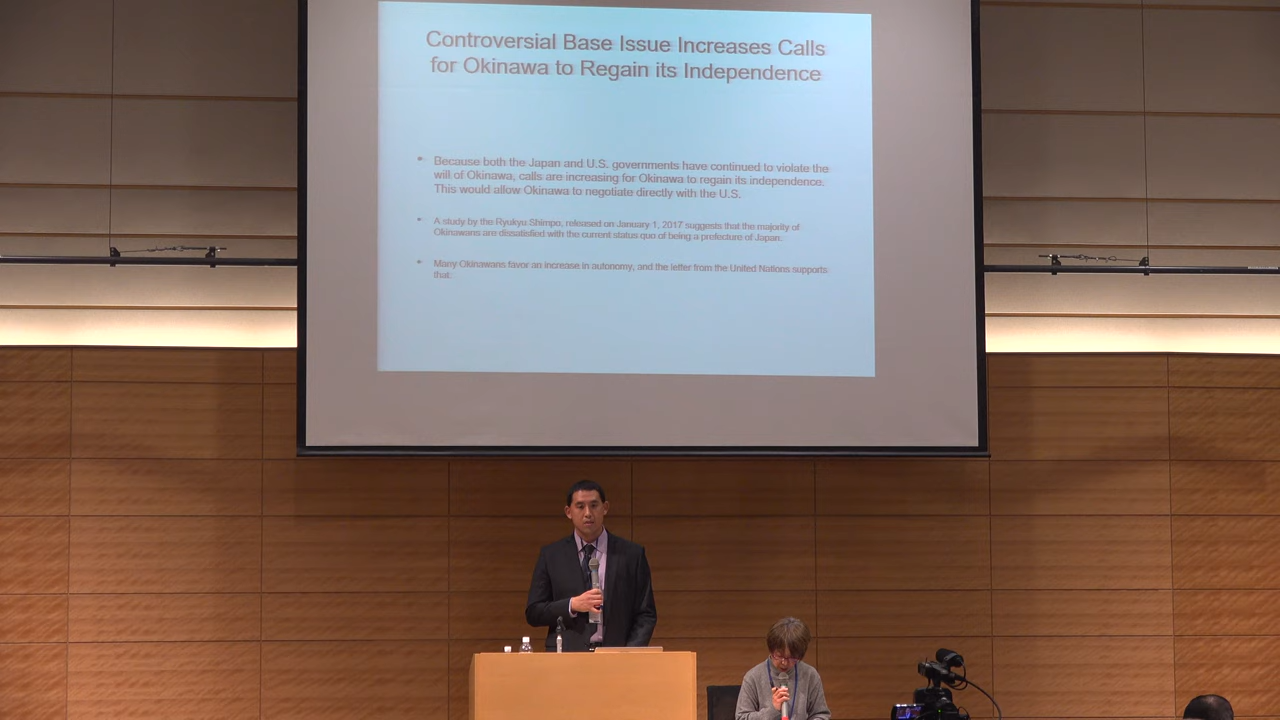 Controversial Base Issue Increases Calls
for Okinawa to Regain its Independence
• Because both the Japan and U.S. governments have continued to violate the
will of Okinawa, calls are increasing for Okinawa to regain its independence.
This would allow Okinawa to negotiate directly with the U.S.
• A study by the Ryukyu Shimpo, released on January 1, 2017 suggests that the majority of
Okinawans are dissatisfied with the current status quo of being a prefecture of Japan.
• Many Okinawans favor an increase in autonomy, and the letter from the United Nations supports
that.